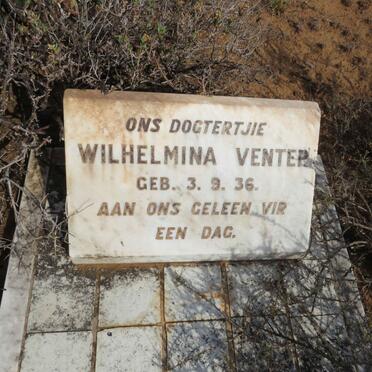 ONS DOGTERTJIE
WILHELMINA VENTER
GEB. 3. 9. 36.
AAN ONS GELEEN VIR
EEN DAG.